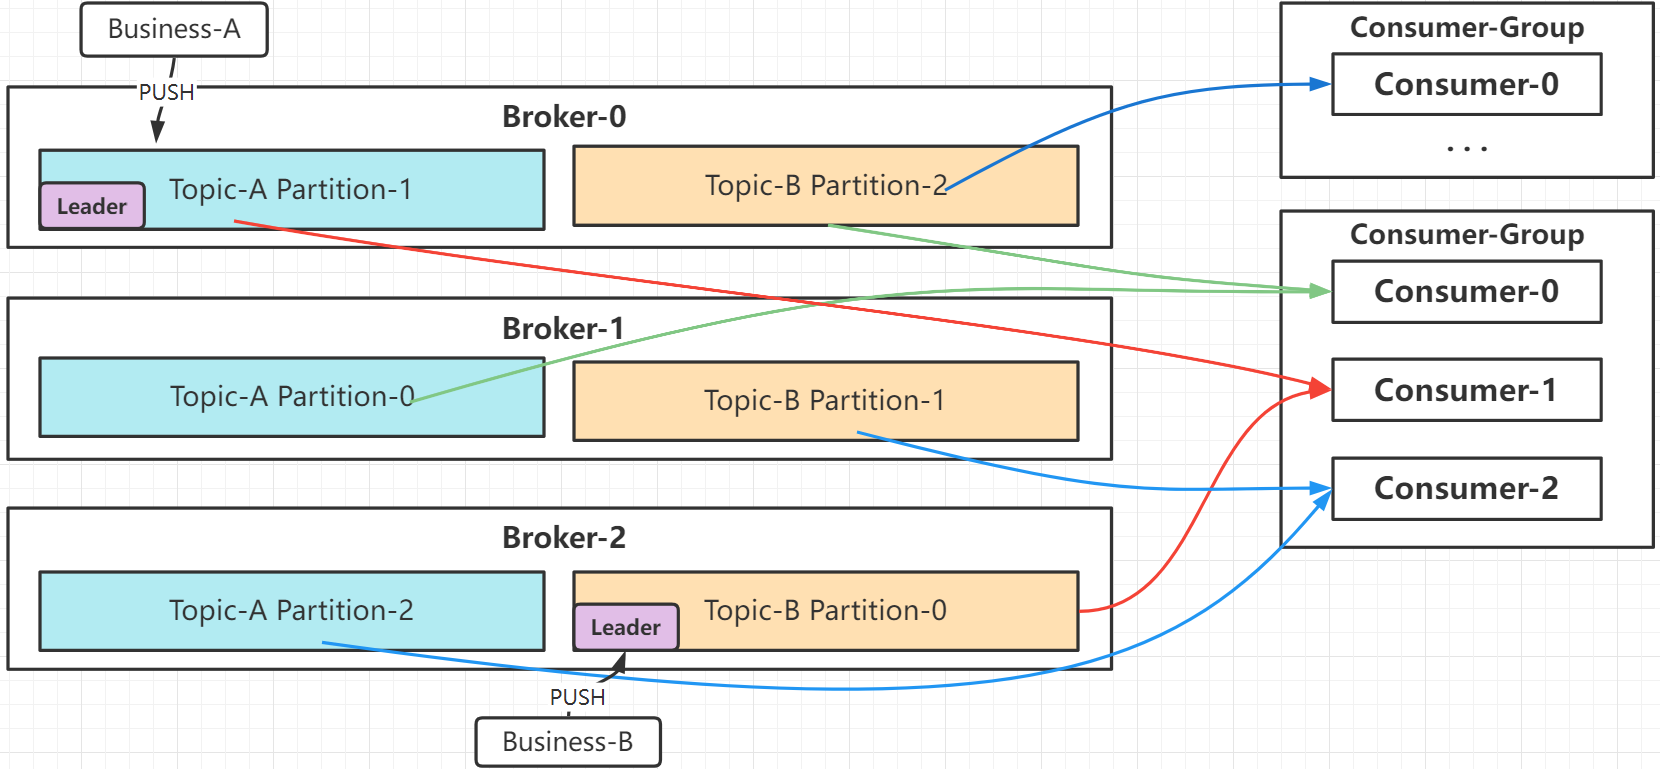 Business-A
PUSH
Broker-0
Topic-A Partition-1
Leader
Topic-B Partition-2
Broker-1
Topic-A Partition-0
Topic-B Partition-1
Broker-2
Topic-A Partition-2
Topic-B Partition-0
Leader
PUSH
Business-B
Consumer-Group
Consumer-0
...
Consumer-Group
Consumer-0
Consumer-1
Consumer-2